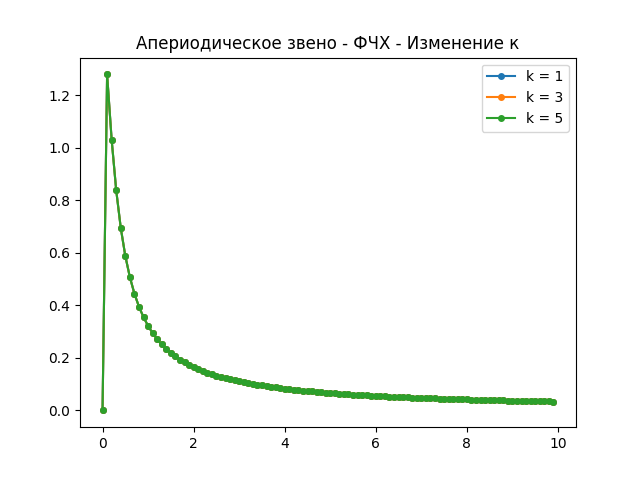 Апериодическое звено - ФЧХ - Изменение к
k = 1
k = 3
k = 5
1.2
1.0
0.8
0.6
0.4
0.2
0.0
0 2 4 6 8 10